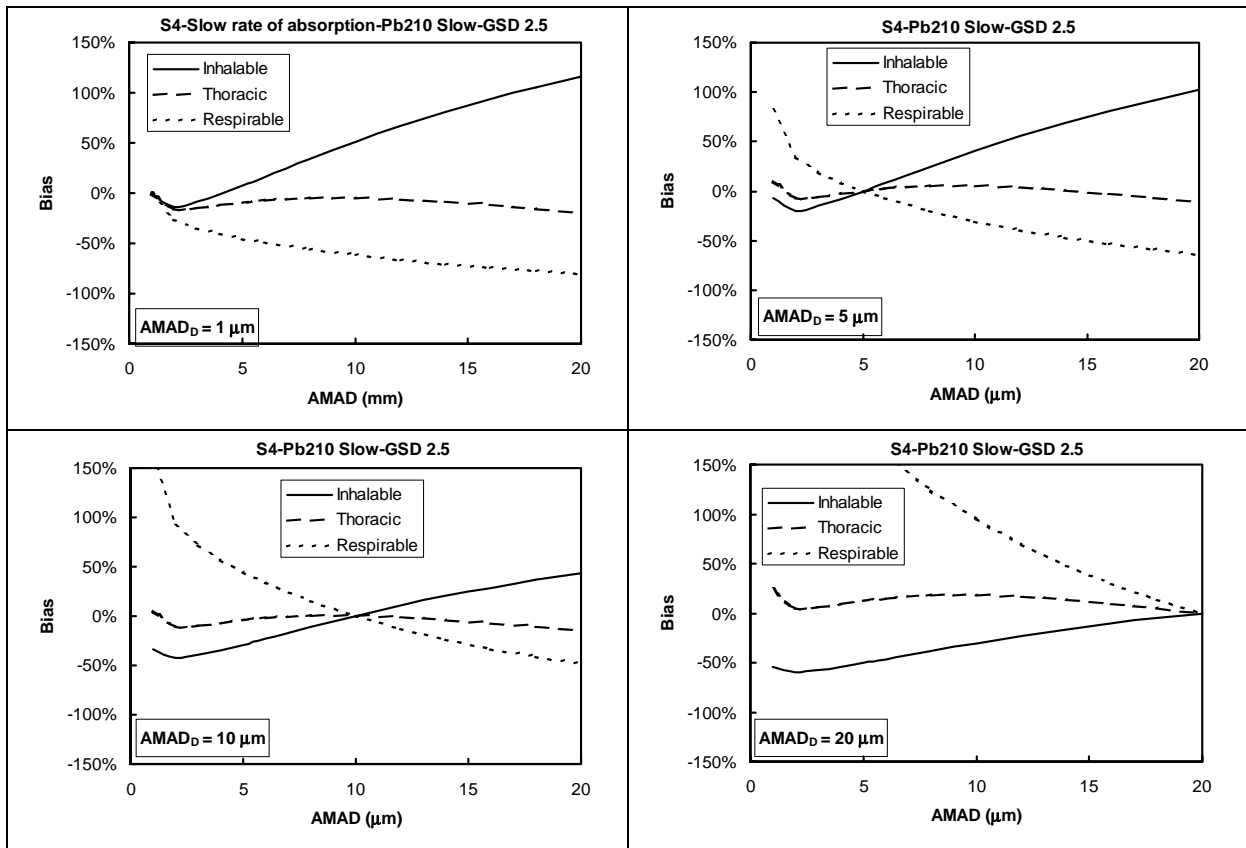 S4-Slow rate of absorption-Pb210 Slow-GSD 2.5
150%
100%
50%
0%
-50%
-100%
-150%
Bias
Inhalable
Thoracic
Respirable
AMAD_D = 1 μm
0 5 10 15 20
AMAD (mm)
S4-Pb210 Slow-GSD 2.5
150%
100%
50%
0%
-50%
-100%
-150%
Bias
Inhalable
Thoracic
Respirable
AMAD_D = 5 μm
0 5 10 15 20
AMAD (μm)
S4-Pb210 Slow-GSD 2.5
150%
100%
50%
0%
-50%
-100%
-150%
Bias
Inhalable
Thoracic
Respirable
AMAD_D = 10 μm
0 5 10 15 20
AMAD (μm)
S4-Pb210 Slow-GSD 2.5
150%
100%
50%
0%
-50%
-100%
-150%
Bias
Inhalable
Thoracic
Respirable
AMAD_D = 20 μm
0 5 10 15 20
AMAD (μm)